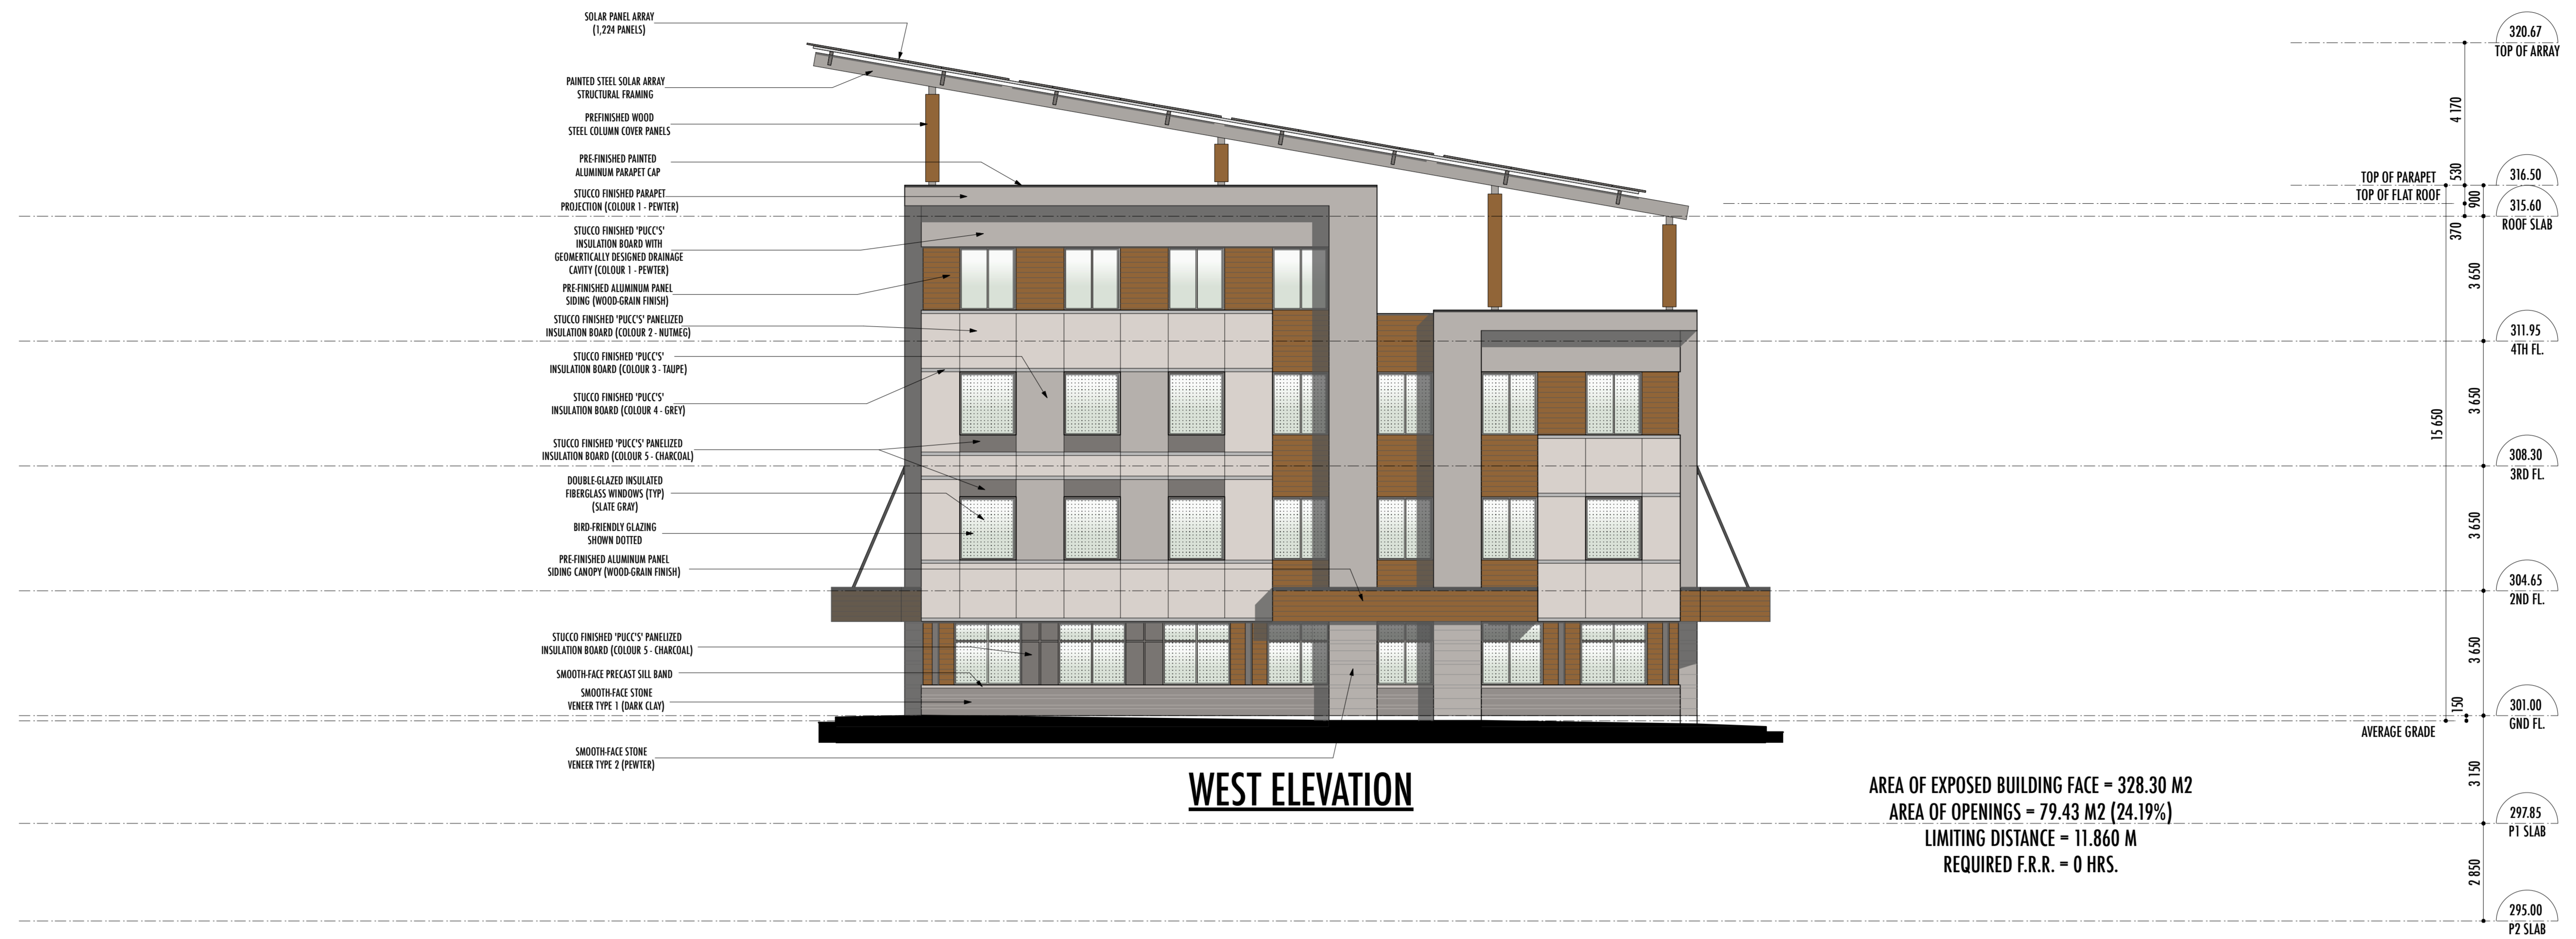 SOLAR PANEL ARRAY
(1,224 PANELS)
PAINTED STEEL SOLAR ARRAY
STRUCTURAL FRAMING
PREFINISHED WOOD
STEEL COLUMN COVER PANELS
PRE-FINISHED PAINTED
ALUMINUM PARAPET CAP
STUCCO FINISHED PARAPET
PROJECTION (COLOUR 1 - PEWTER)
STUCCO FINISHED 'PUCC'S'
INSULATION BOARD WITH
GEOMERTICALLY DESIGNED DRAINAGE
CAVITY (COLOUR 1 - PEWTER)
PRE-FINISHED ALUMINUM PANEL
SIDING (WOOD-GRAIN FINISH)
STUCCO FINISHED 'PUCC'S' PANELIZED
INSULATION BOARD (COLOUR 2 - NUTMEG)
STUCCO FINISHED 'PUCC'S'
INSULATION BOARD (COLOUR 3 - TAUPE)
STUCCO FINISHED 'PUCC'S'
INSULATION BOARD (COLOUR 4 - GREY)
STUCCO FINISHED 'PUCC'S' PANELIZED
INSULATION BOARD (COLOUR 5 - CHARCOAL)
DOUBLE-GLAZED INSULATED
FIBERGLASS WINDOWS (TYP)
(SLATE GRAY)
BIRD-FRIENDLY GLAZING
SHOWN DOTTED
PRE-FINISHED ALUMINUM PANEL
SIDING CANOPY (WOOD-GRAIN FINISH)
STUCCO FINISHED 'PUCC'S' PANELIZED
INSULATION BOARD (COLOUR 5 - CHARCOAL)
SMOOTH-FACE PRECAST SILL BAND
SMOOTH-FACE STONE
VENEER TYPE 1 (DARK CLAY)
SMOOTH-FACE STONE
VENEER TYPE 2 (PEWTER)
WEST ELEVATION
AREA OF EXPOSED BUILDING FACE = 328.30 M2
AREA OF OPENINGS = 79.43 M2 (24.19%)
LIMITING DISTANCE = 11.860 M
REQUIRED F.R.R. = 0 HRS.
320.67
TOP OF ARRAY
4 170
530
TOP OF PARAPET
316.50
TOP OF FLAT ROOF
900
315.60
ROOF SLAB
370
3 650
311.95
4TH FL.
3 650
15 650
308.30
3RD FL.
3 650
304.65
2ND FL.
3 650
150
301.00
GND FL.
AVERAGE GRADE
3 150
297.85
P1 SLAB
2 850
295.00
P2 SLAB